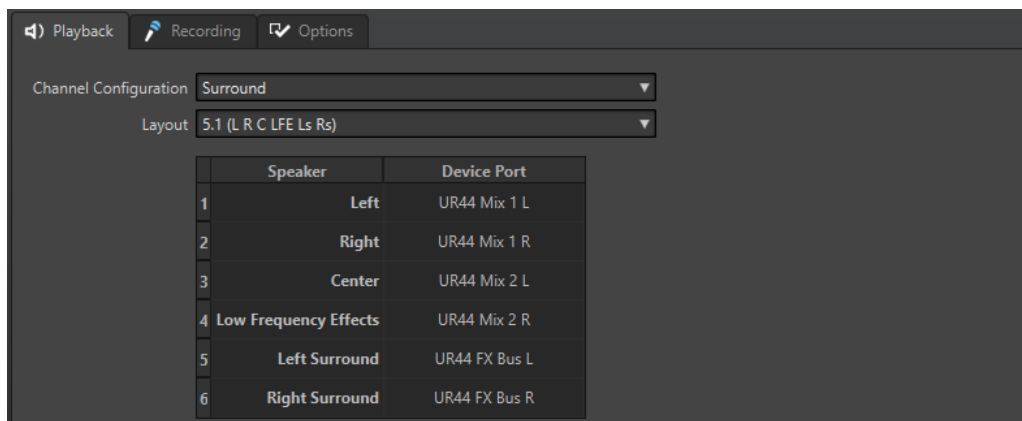 Playback Recording Options
Channel Configuration Surround
Layout 5.1 (L R C LFE Ls Rs)
Speaker Device Port
1 Left UR44 Mix 1 L
2 Right UR44 Mix 1 R
3 Center UR44 Mix 2 L
4 Low Frequency Effects UR44 Mix 2 R
5 Left Surround UR44 FX Bus L
6 Right Surround UR44 FX Bus R